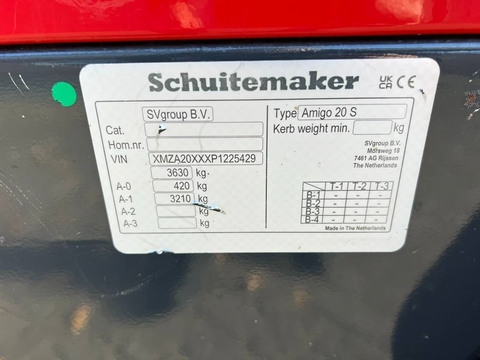 Schuitemaker UK CA CE
SVgroup B.V.
Cat.
Hom.nr.
VIN XMZA20XXXP1225429
3630 kg
A-0 420 kg
A-1 3210 kg
A-2 kg
A-3 kg
Type Amigo 20 S
Kerb weight min. kg
SVgroup B.V.
Morsweg 18
7461 AG Rijssen
The Netherlands
T-1 T-2 T-3
B-1 - - -
B-2 - - -
B-3 - - -
B-4 - - -
Made in The Netherlands